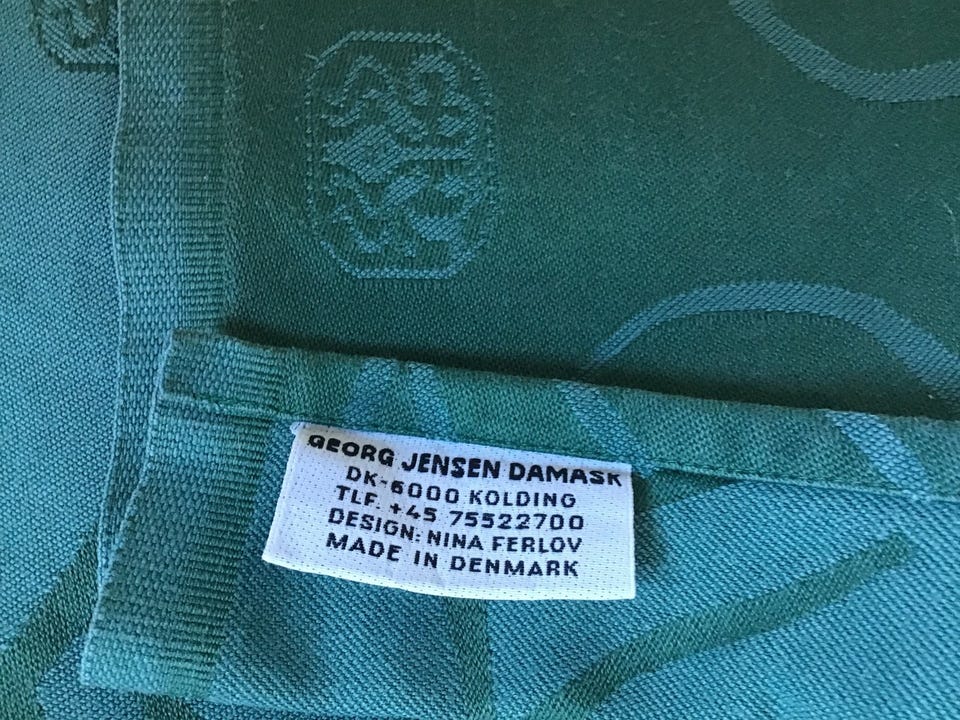 GEORG JENSEN DAMASK
DK-6000 KOLDING
TLF. +45 75522700
DESIGN: NINA FERLOV
MADE IN DENMARK